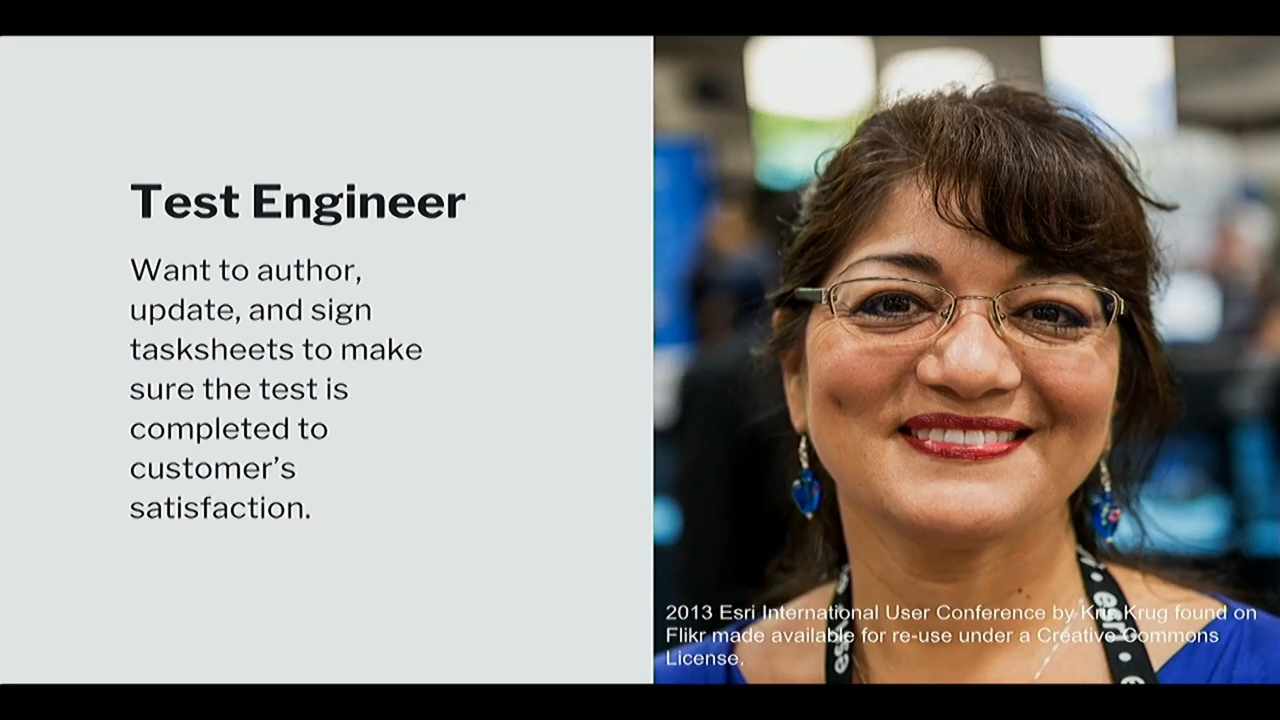 Test Engineer
Want to author,
update, and sign
tasksheets to make
sure the test is
completed to
customer’s
satisfaction.
2013 Esri International User Conference by Kris Krug found on
Flikr made available for re-use under a Creative Commons
License.
esri